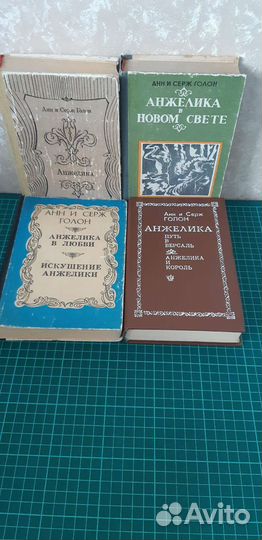 Анн и Серж Голон
Анжелика
АНН И СЕРЖ ГОЛОН
АНЖЕЛИКА
В
НОВОМ СВЕТЕ
АНН И СЕРЖ
ГОЛОН
АНЖЕЛИКА
В ЛЮБВИ
ИСКУШЕНИЕ
АНЖЕЛИКИ
Анн и Серж
ГОЛОН
АНЖЕЛИКА
ПУТЬ
В
ВЕРСАЛЬ
АНЖЕЛИКА
И
КОРОЛЬ
Avito